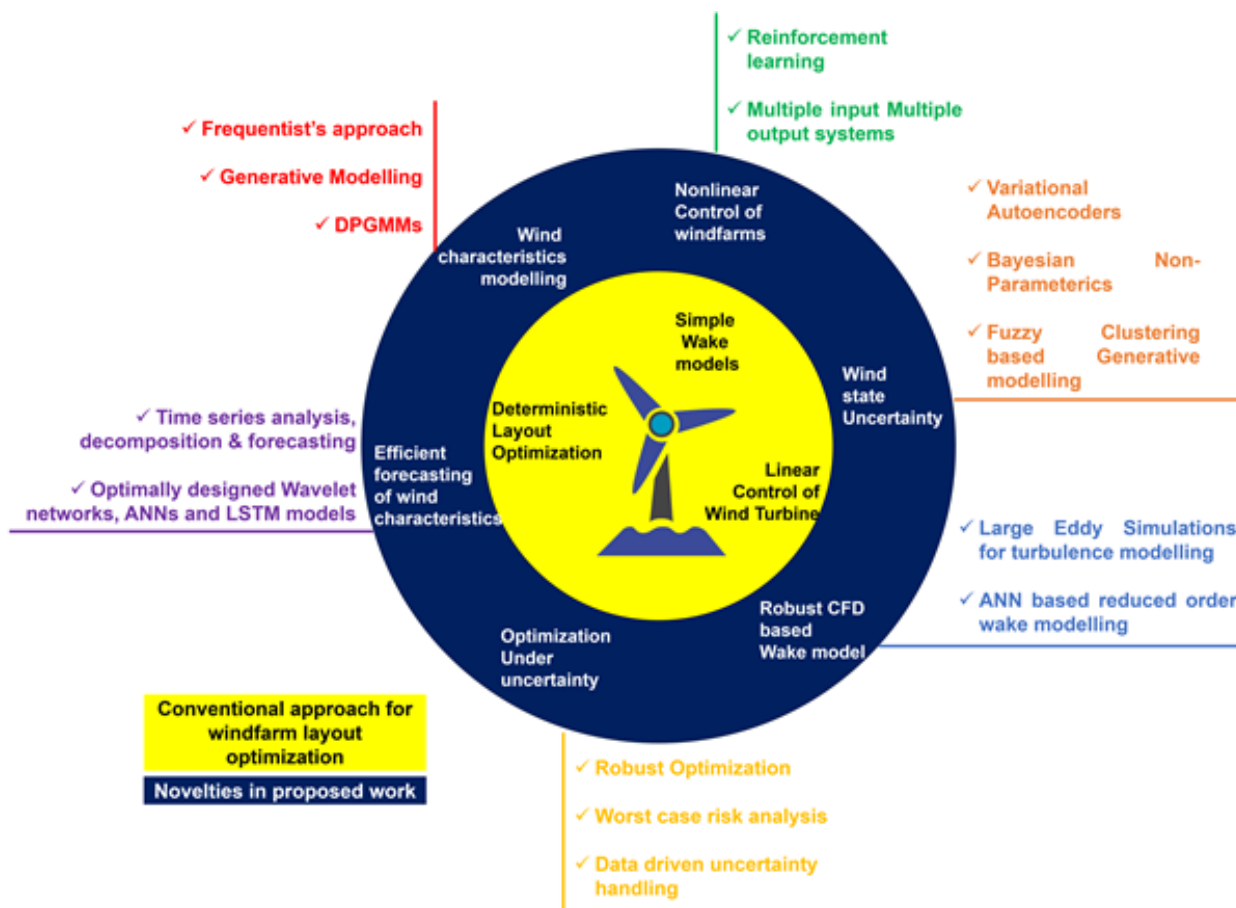 ✓ Reinforcement
learning
✓ Multiple input Multiple
output systems
✓ Frequentist's approach
✓ Generative Modelling
✓ DPGMMs
✓ Variational
Autoencoders
✓ Bayesian Non-
Parameterics
✓ Fuzzy Clustering
based Generative
modelling
Nonlinear
Control of
windfarms
Wind
characteristics
modelling
Simple
Wake
models
Wind
state
Uncertainty
Deterministic
Layout
Optimization
✓ Time series analysis,
decomposition & forecasting
✓ Optimally designed Wavelet
networks, ANNs and LSTM models
Efficient
forecasting
of wind
characteristics
Linear
Control of
Wind Turbine
✓ Large Eddy Simulations
for turbulence modelling
✓ ANN based reduced order
wake modelling
Robust CFD
based
Wake model
Optimization
Under
uncertainty
Conventional approach for
windfarm layout
optimization
Novelties in proposed work
✓ Robust Optimization
✓ Worst case risk analysis
✓ Data driven uncertainty
handling